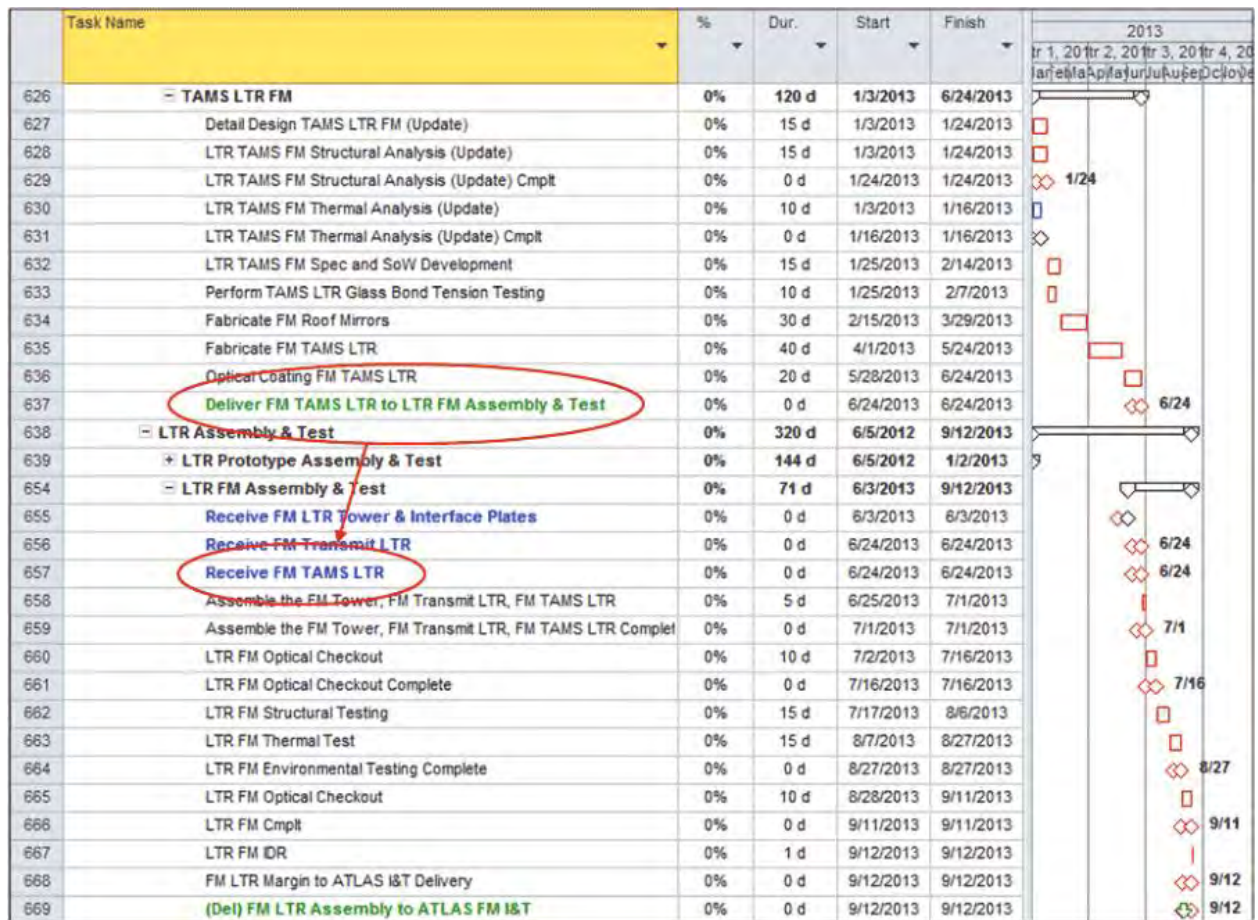 Task Name % Dur. Start Finish 2013
tr 1, 201 tr 2, 201 tr 3, 201 tr 4, 20
626 TAMS LTR FM 0% 120 d 1/3/2013 6/24/2013
627 Detail Design TAMS LTR FM (Update) 0% 15 d 1/3/2013 1/24/2013
628 LTR TAMS FM Structural Analysis (Update) 0% 15 d 1/3/2013 1/24/2013
629 LTR TAMS FM Structural Analysis (Update) Cmplt 0% 0 d 1/24/2013 1/24/2013 1/24
630 LTR TAMS FM Thermal Analysis (Update) 0% 10 d 1/3/2013 1/16/2013
631 LTR TAMS FM Thermal Analysis (Update) Cmplt 0% 0 d 1/16/2013 1/16/2013
632 LTR TAMS FM Spec and SoW Development 0% 15 d 1/25/2013 2/14/2013
633 Perform TAMS LTR Glass Bond Tension Testing 0% 10 d 1/25/2013 2/7/2013
634 Fabricate FM Roof Mirrors 0% 30 d 2/15/2013 3/29/2013
635 Fabricate FM TAMS LTR 0% 40 d 4/1/2013 5/24/2013
636 Optical Coating FM TAMS LTR 0% 20 d 5/28/2013 6/24/2013
637 Deliver FM TAMS LTR to LTR FM Assembly & Test 0% 0 d 6/24/2013 6/24/2013 6/24
638 LTR Assembly & Test 0% 320 d 6/5/2012 9/12/2013
639 LTR Prototype Assembly & Test 0% 144 d 6/5/2012 1/2/2013
654 LTR FM Assembly & Test 0% 71 d 6/3/2013 9/12/2013
655 Receive FM LTR Tower & Interface Plates 0% 0 d 6/3/2013 6/3/2013
656 Receive FM Transmit LTR 0% 0 d 6/24/2013 6/24/2013 6/24
657 Receive FM TAMS LTR 0% 0 d 6/24/2013 6/24/2013 6/24
658 Assemble the FM Tower, FM Transmit LTR, FM TAMS LTR 0% 5 d 6/25/2013 7/1/2013
659 Assemble the FM Tower, FM Transmit LTR, FM TAMS LTR Complet 0% 0 d 7/1/2013 7/1/2013 7/1
660 LTR FM Optical Checkout 0% 10 d 7/2/2013 7/16/2013
661 LTR FM Optical Checkout Complete 0% 0 d 7/16/2013 7/16/2013 7/16
662 LTR FM Structural Testing 0% 15 d 7/17/2013 8/6/2013
663 LTR FM Thermal Test 0% 15 d 8/7/2013 8/27/2013
664 LTR FM Environmental Testing Complete 0% 0 d 8/27/2013 8/27/2013 8/27
665 LTR FM Optical Checkout 0% 10 d 8/28/2013 9/11/2013
666 LTR FM Cmplt 0% 0 d 9/11/2013 9/11/2013 9/11
667 LTR FM IDR 0% 1 d 9/12/2013 9/12/2013
668 FM LTR Margin to ATLAS I&T Delivery 0% 0 d 9/12/2013 9/12/2013 9/12
669 (Del) FM LTR Assembly to ATLAS FM I&T 0% 0 d 9/12/2013 9/12/2013 9/12